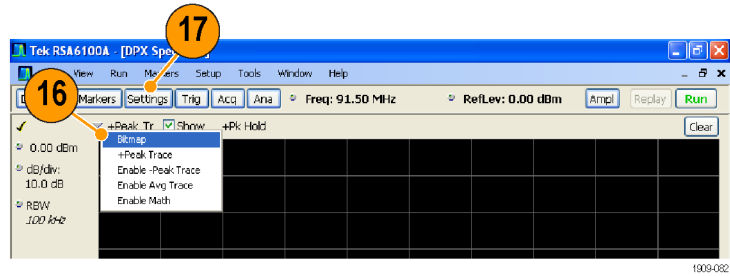 17
Tek RSA6100A - [DPX Spe
View Run Markers Setup Tools Window Help
16
Markers Settings Trig Acq Ana Freq: 91.50 MHz RefLev: 0.00 dBm Ampl Replay Run
+Peak Tr Show +Pk Hold Clear
Bitmap
0.00 dBm
+Peak Trace
dB/div:
Enable -Peak Trace
10.0 dB
Enable Avg Trace
RBW
Enable Math
100 kHz
1909-082